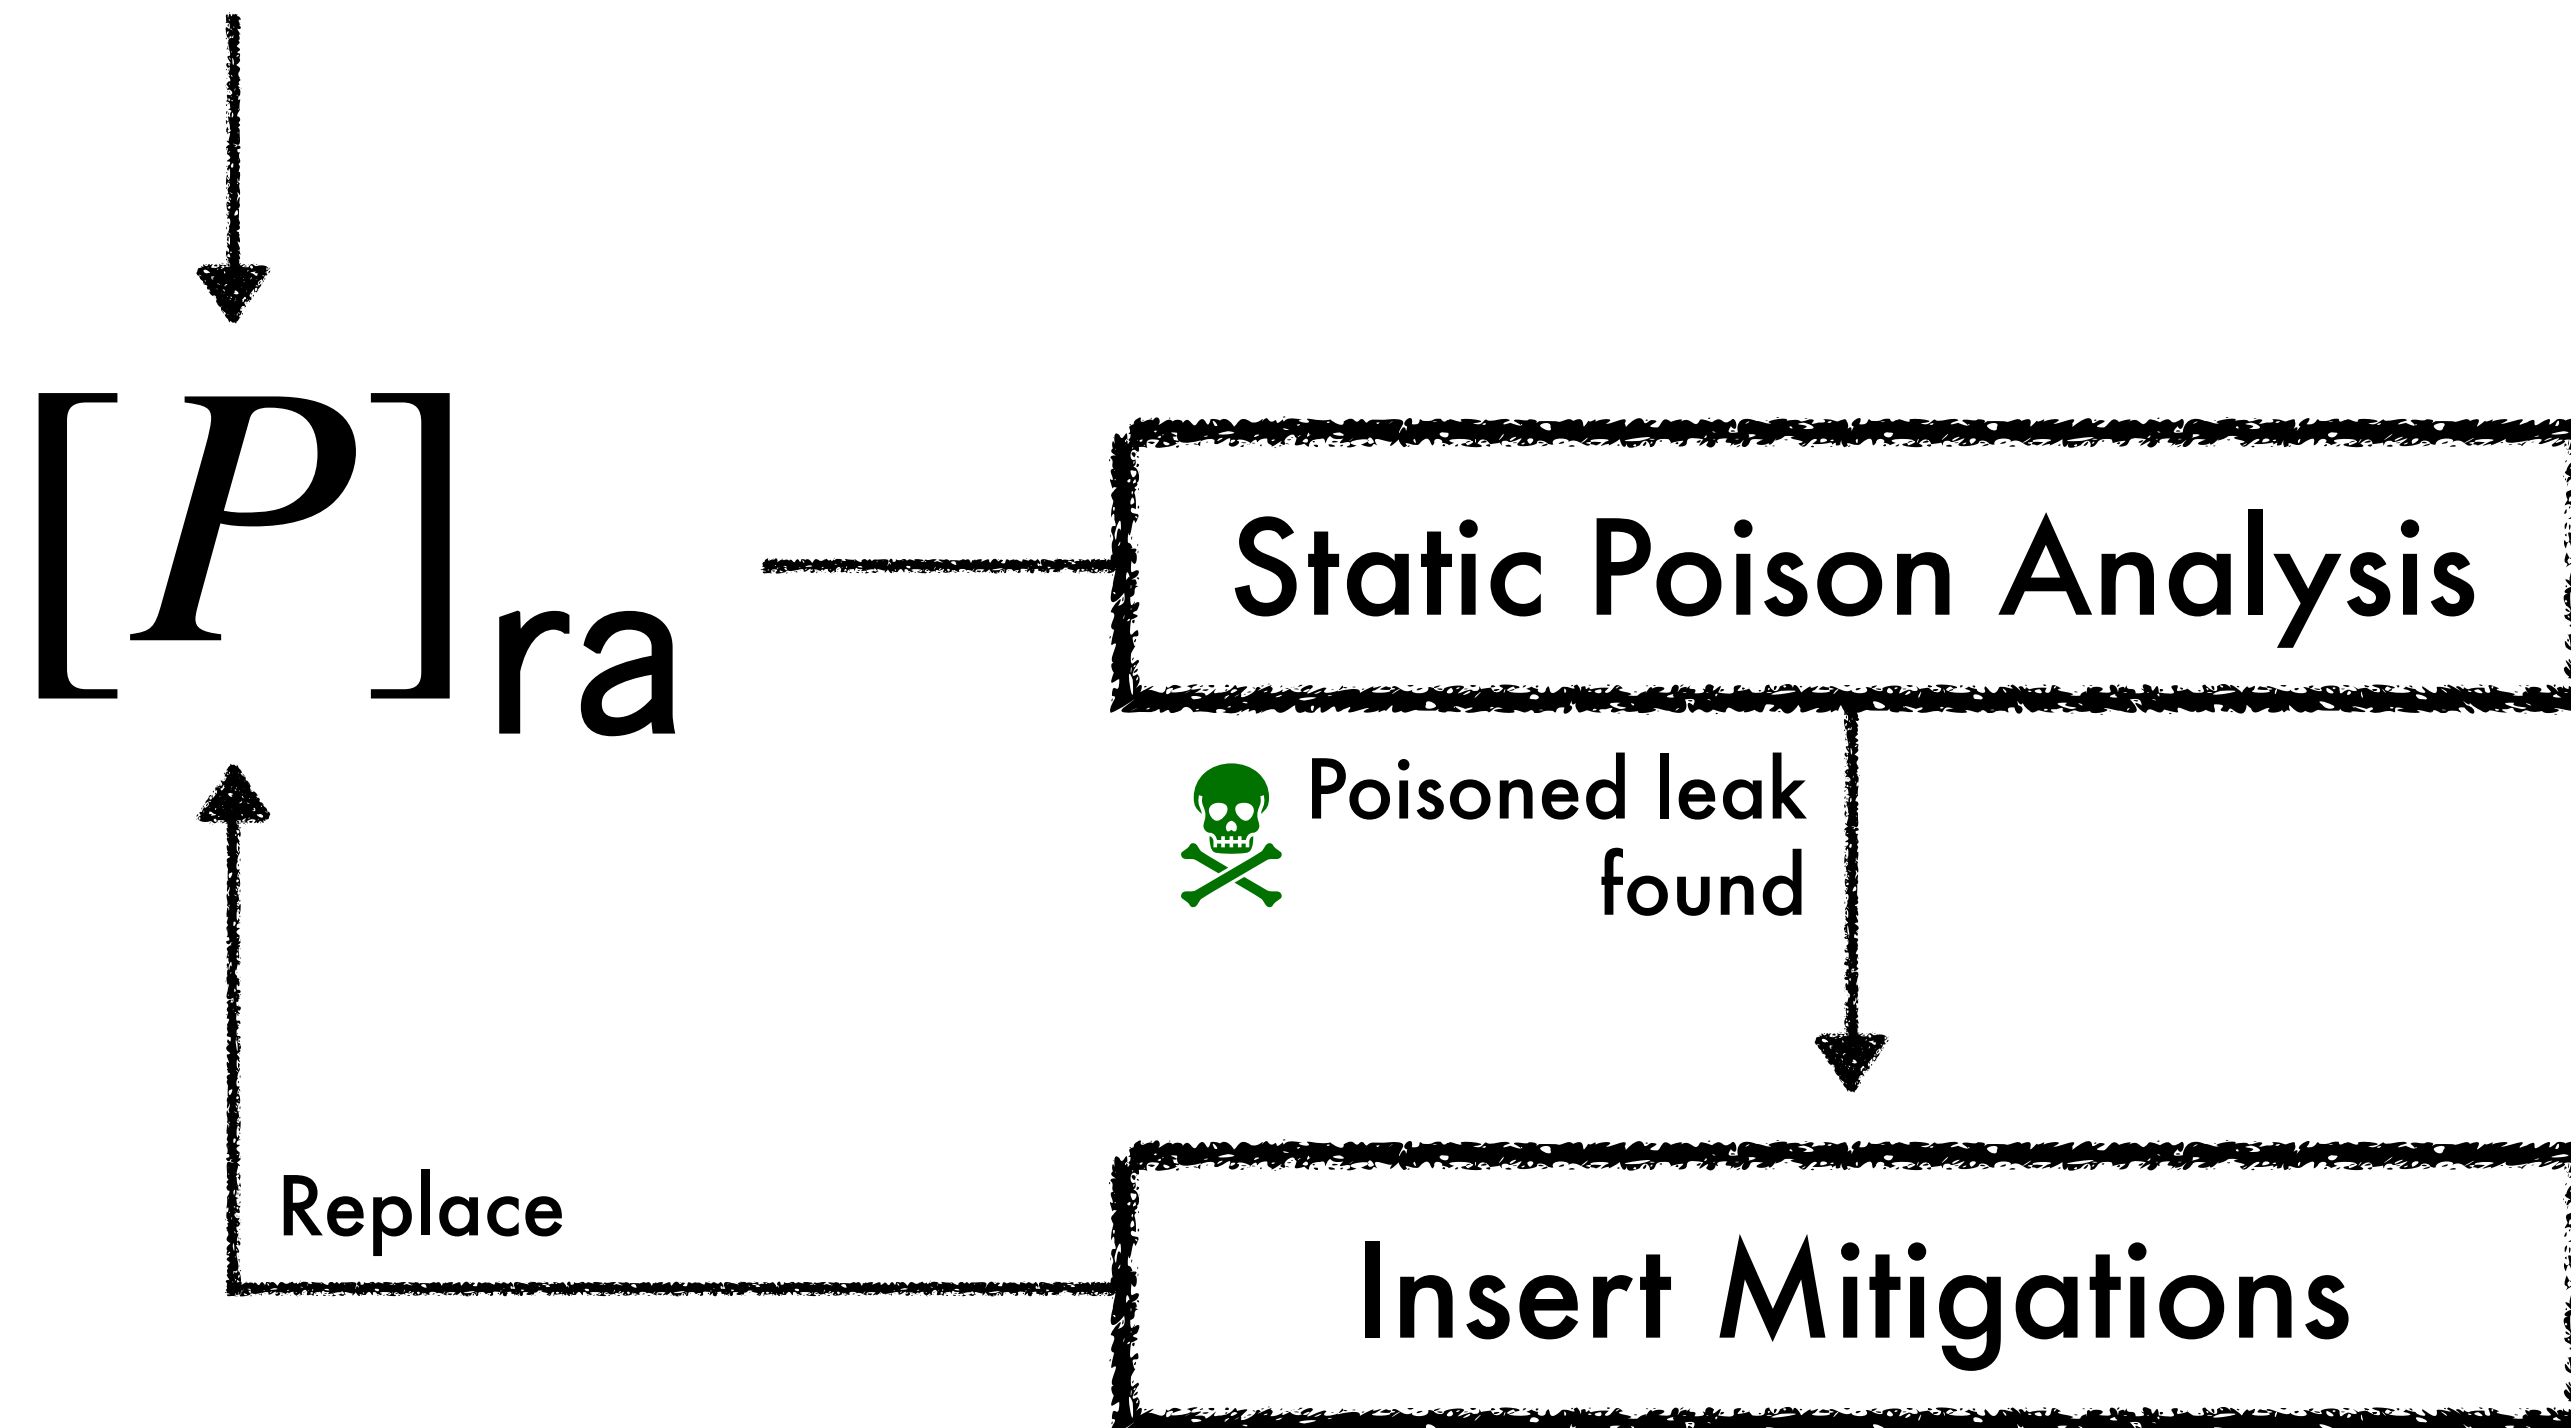 [P]ra
Static Poison Analysis
Poisoned leak
found
Replace
Insert Mitigations